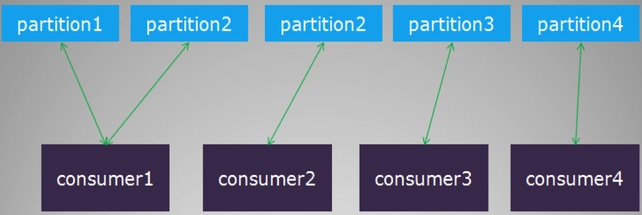 partition1
partition2
partition2
partition3
partition4
consumer1
consumer2
consumer3
consumer4